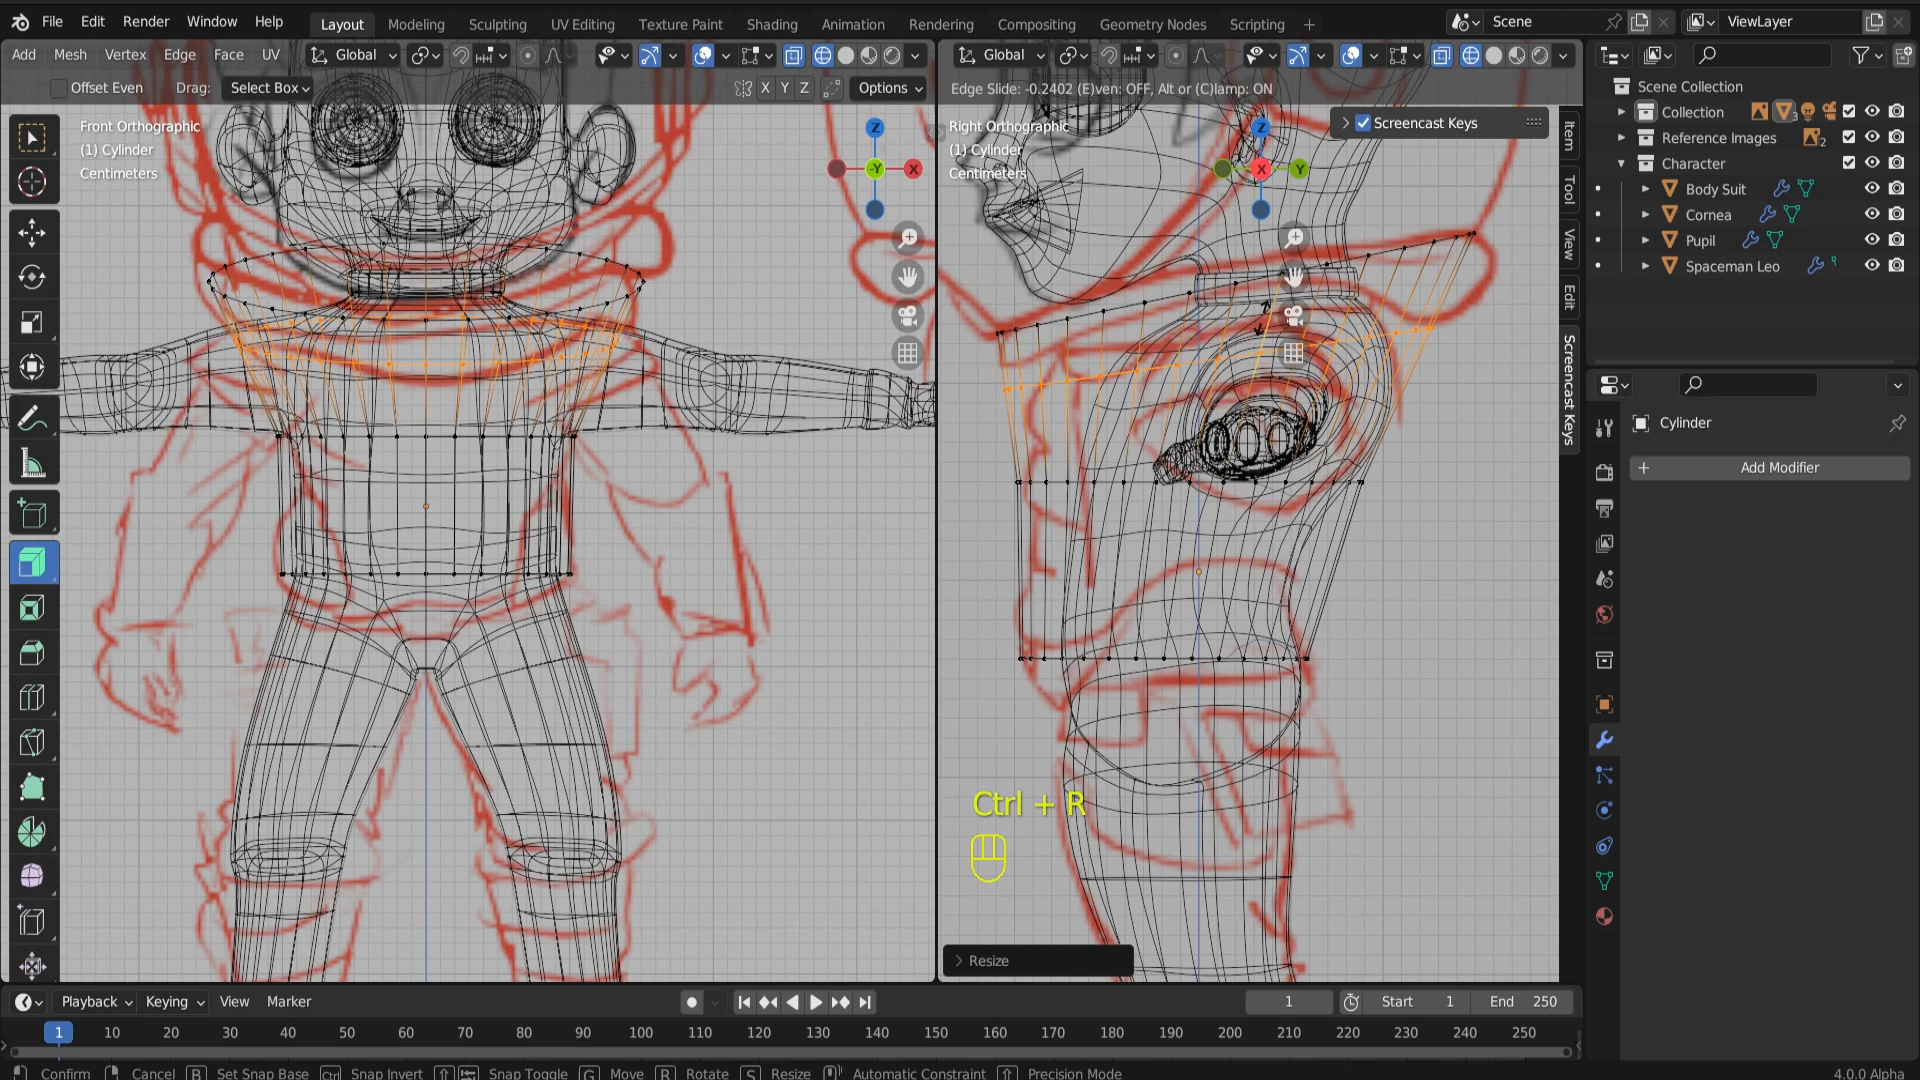 File Edit Render Window Help Layout Modeling Sculpting UV Editing Texture Paint Shading Animation Rendering Compositing Geometry Nodes Scripting + Scene ViewLayer
Add Mesh Vertex Edge Face UV Global Global
Offset Even Drag: Select Box X Y Z Options Edge Slide: -0.2402 (E)ven: OFF, Alt or (C)lamp: ON
Front Orthographic
(1) Cylinder
Centimeters
Z
-Y
X
Right Orthographic
(1) Cylinder
Centimeters
Z
X
Y
Screencast Keys
Item
Tool
View
Edit
Screencast Keys
Scene Collection
Collection 3
Reference Images 2
Character
Body Suit
Cornea
Pupil
Spaceman Leo
Cylinder
+ Add Modifier
Ctrl + R
Resize
Playback Keying View Marker 1 Start 1 End 250
1 10 20 30 40 50 60 70 80 90 100 110 120 130 140 150 160 170 180 190 200 210 220 230 240 250
Confirm Cancel B Set Snap Base Ctrl Snap Invert Snap Toggle G Move R Rotate S Resize Automatic Constraint Precision Mode 4.0.0 Alpha